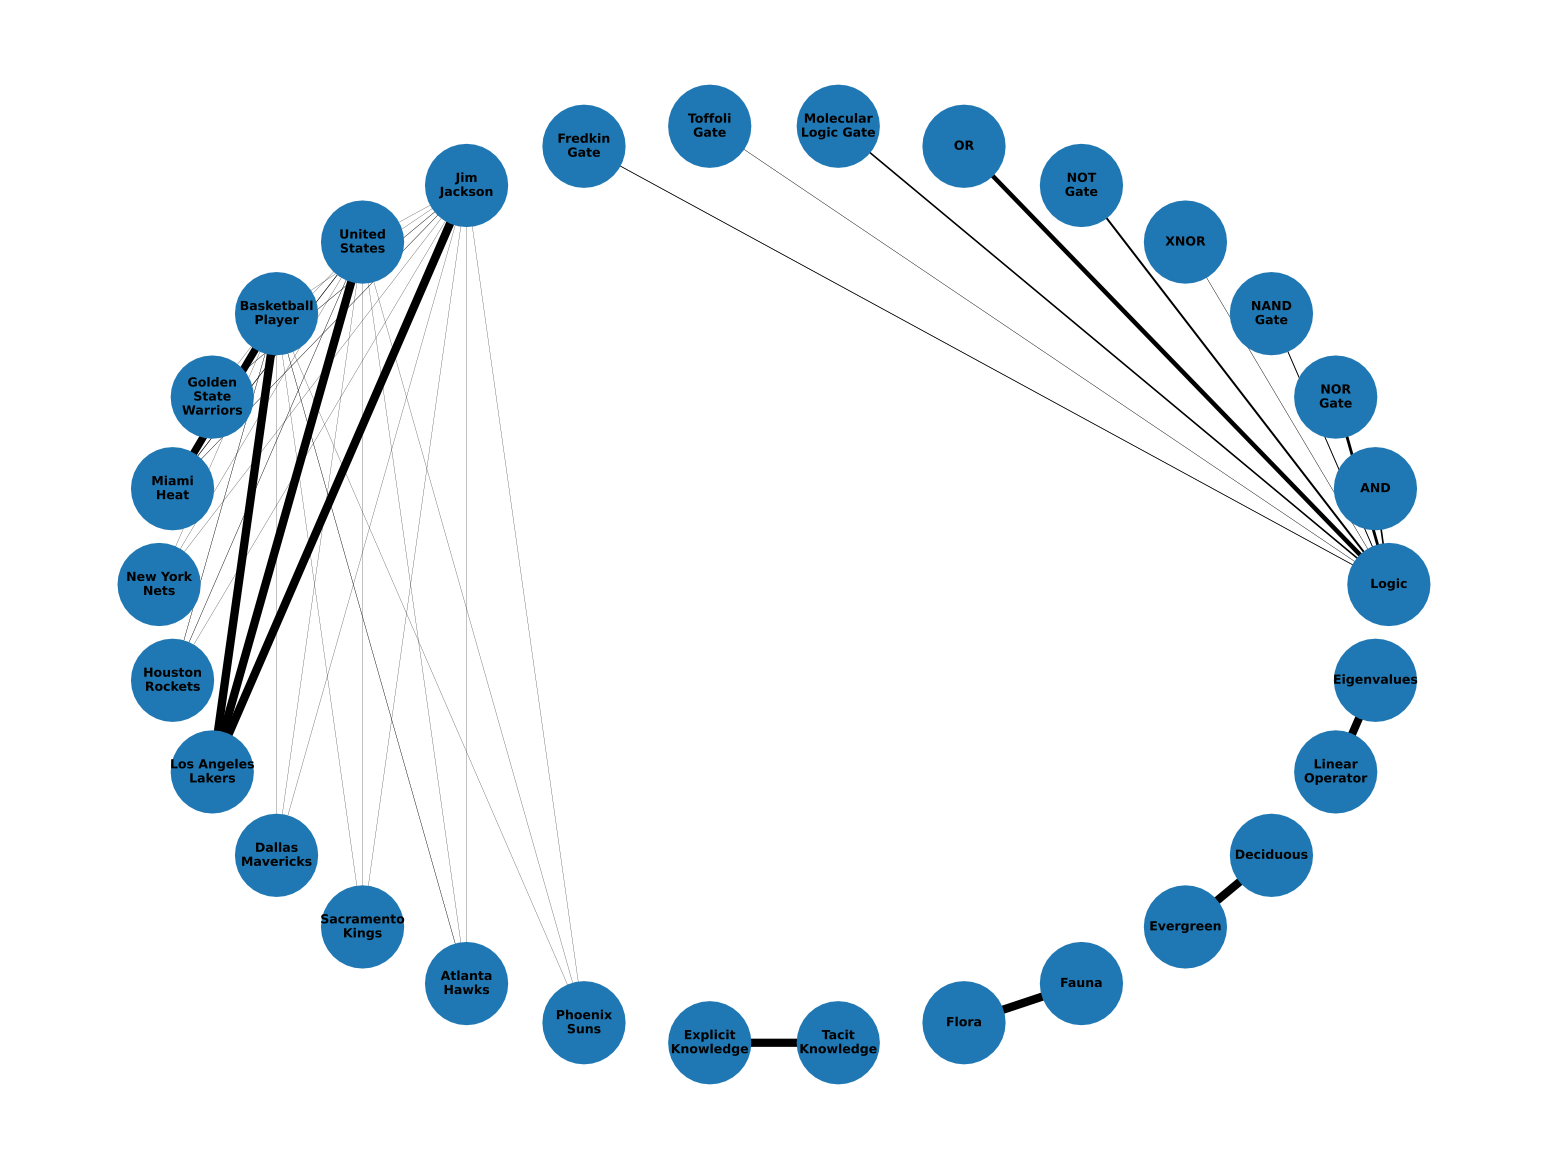 Toffoli
Gate
Molecular
Logic Gate
Fredkin
Gate
OR
Jim
Jackson
NOT
Gate
United
States
XNOR
Basketball
Player
NAND
Gate
Golden
State
Warriors
NOR
Gate
Miami
Heat
AND
New York
Nets
Logic
Houston
Rockets
Eigenvalues
Los Angeles
Lakers
Linear
Operator
Dallas
Mavericks
Deciduous
Sacramento
Kings
Evergreen
Atlanta
Hawks
Fauna
Phoenix
Suns
Flora
Explicit
Knowledge
Tacit
Knowledge